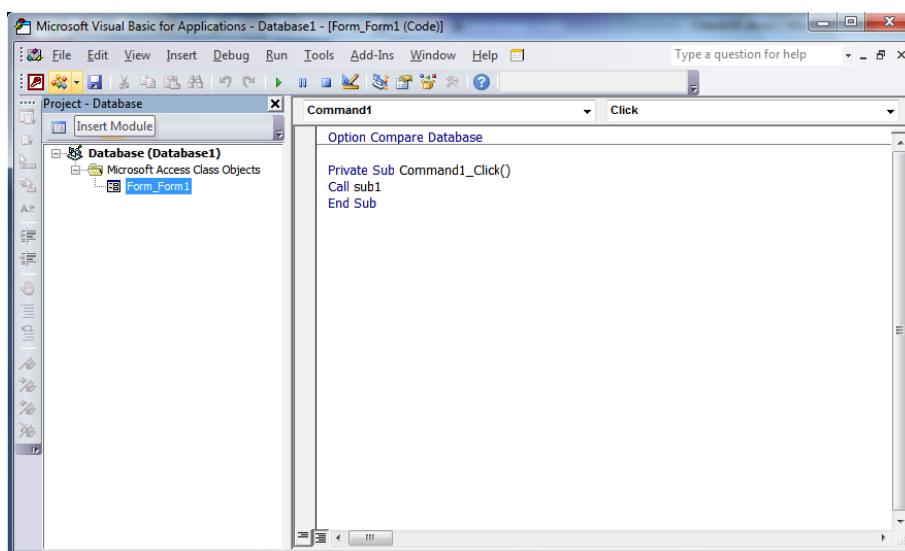 Microsoft Visual Basic for Applications - Database1 - [Form_Form1 (Code)]
File Edit View Insert Debug Run Tools Add-Ins Window Help Type a question for help
Project - Database
Insert Module
Database (Database1)
Microsoft Access Class Objects
Form_Form1
Command1 Click
Option Compare Database
Private Sub Command1_Click()
Call sub1
End Sub